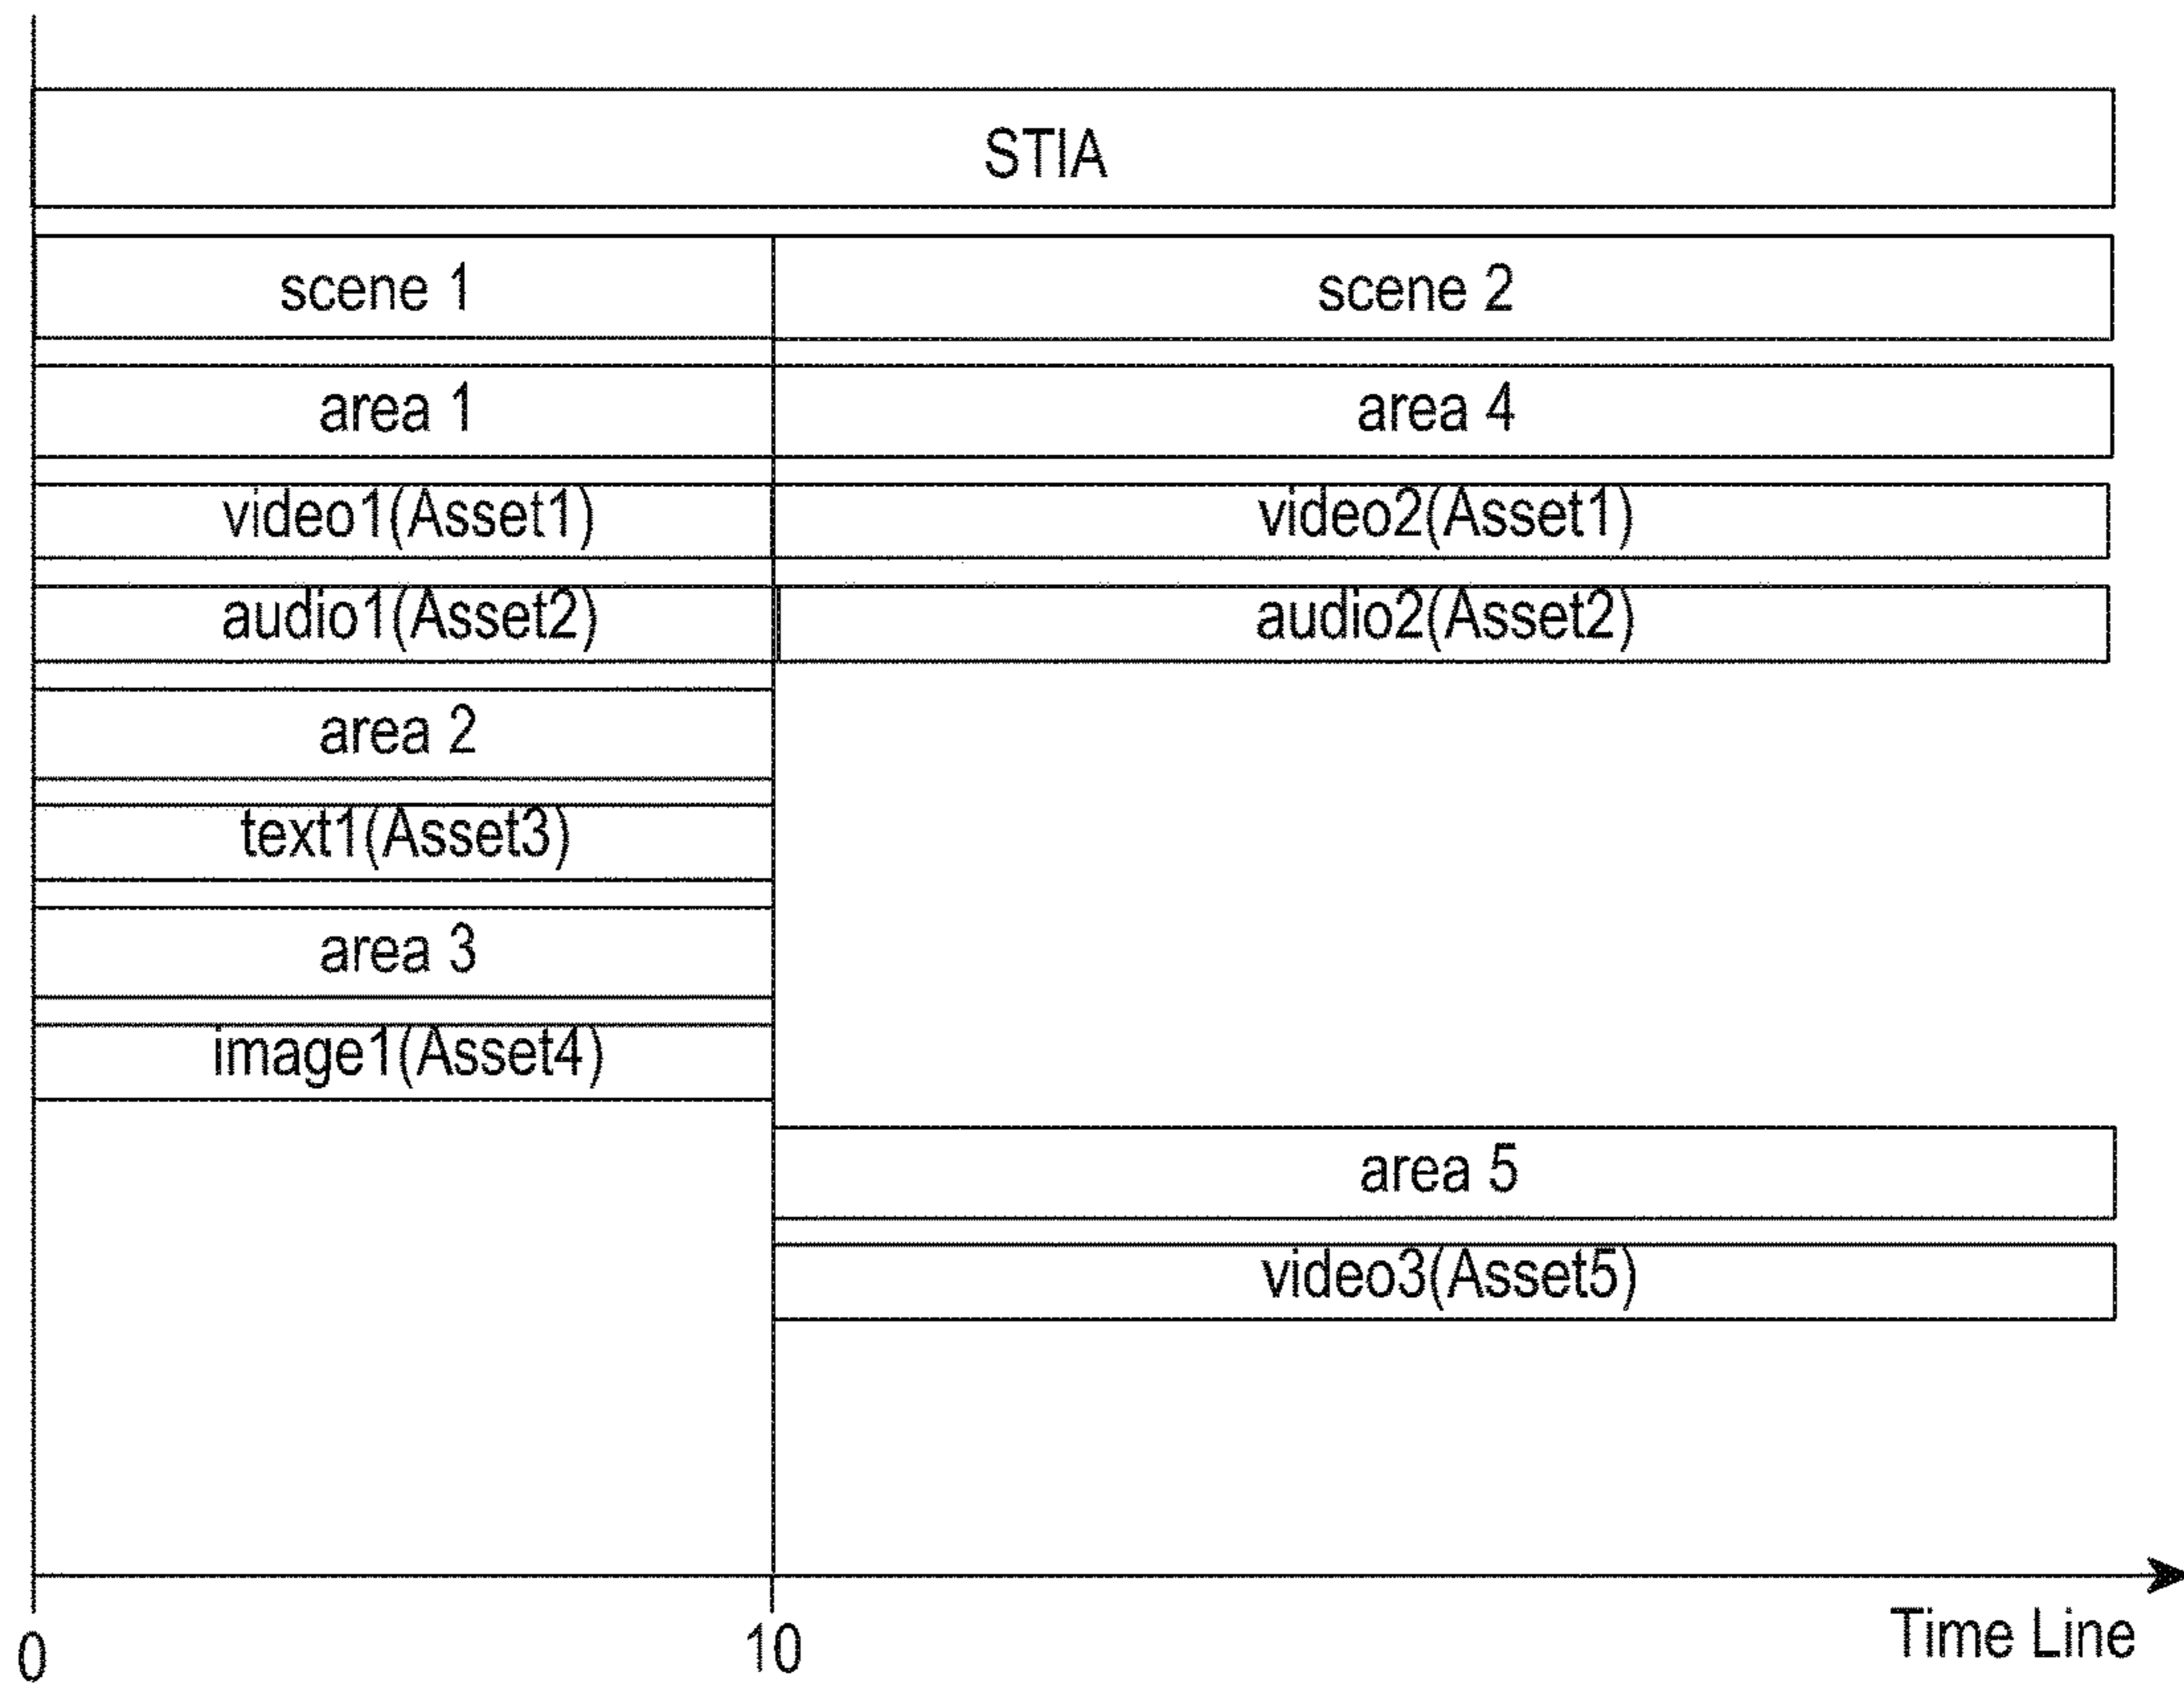 STIA
scene 1 scene 2
area 1 area 4
video1(Asset1) video2(Asset1)
audio1(Asset2) audio2(Asset2)
area 2
text1(Asset3)
area 3
image1(Asset4)
area 5
video3(Asset5)
0 10 Time Line